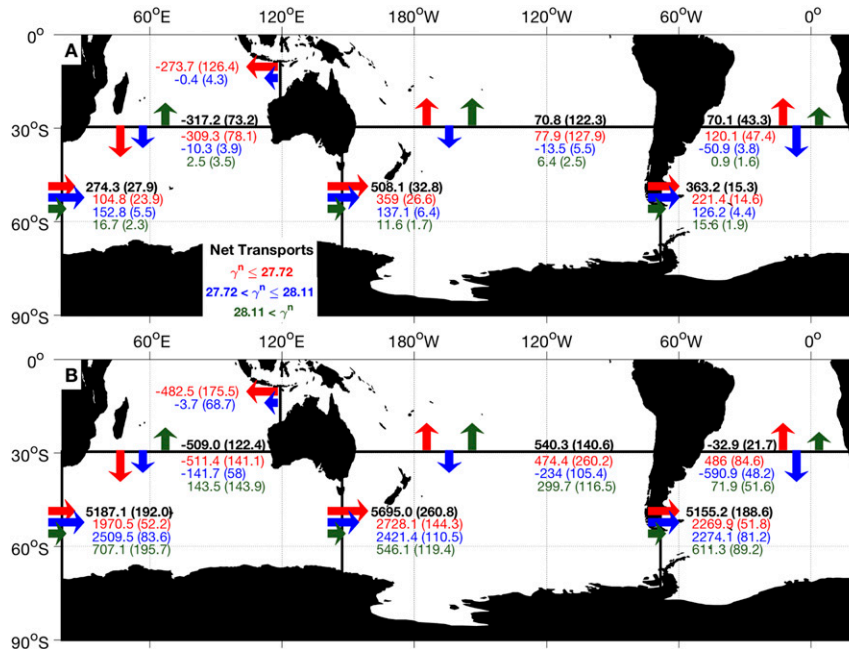 60°E 120°E 180°W 120°W 60°W 0°
0°
A
-273.7 (126.4)
-0.4 (4.3)
-317.2 (73.2) 70.8 (122.3) 70.1 (43.3)
30°S
-309.3 (78.1) 77.9 (127.9) 120.1 (47.4)
-10.3 (3.9) -13.5 (5.5) -50.9 (3.8)
2.5 (3.5) 6.4 (2.5) 0.9 (1.6)
274.3 (27.9) 508.1 (32.8) 363.2 (15.3)
104.8 (23.9) 359 (26.6) 221.4 (14.6)
152.8 (5.5) 137.1 (6.4) 126.2 (4.4)
16.7 (2.3) 11.6 (1.7) 15.6 (1.9)
60°S
Net Transports
γⁿ ≤ 27.72
27.72 < γⁿ ≤ 28.11
28.11 < γⁿ
90°S
60°E 120°E 180°W 120°W 60°W 0°
0°
B
-482.5 (175.5)
-3.7 (68.7)
-509.0 (122.4) 540.3 (140.6) -32.9 (21.7)
30°S
-511.4 (141.1) 474.4 (260.2) 486 (84.6)
-141.7 (58) -234 (105.4) -590.9 (48.2)
143.5 (143.9) 299.7 (116.5) 71.9 (51.6)
5187.1 (192.0) 5695.0 (260.8) 5155.2 (188.6)
1970.5 (52.2) 2728.1 (144.3) 2269.9 (51.8)
2509.5 (83.6) 2421.4 (110.5) 2274.1 (81.2)
707.1 (195.7) 546.1 (119.4) 611.3 (89.2)
60°S
90°S